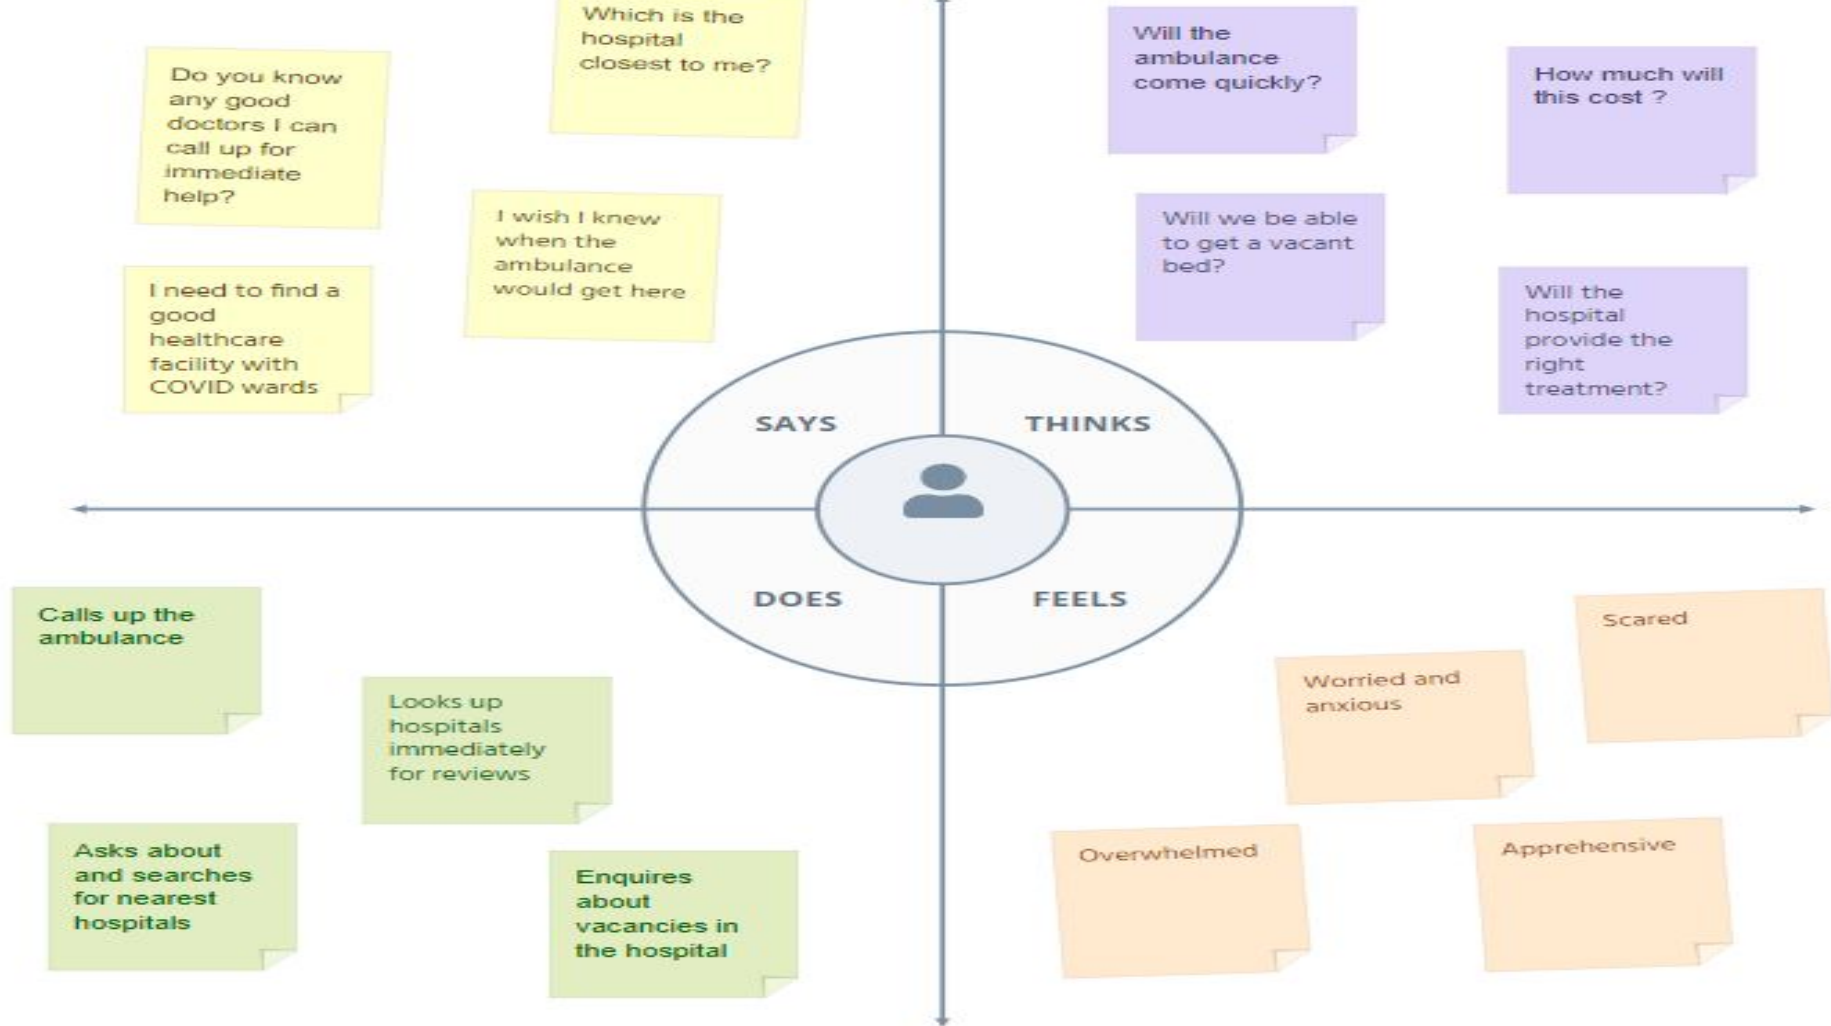 Which is the
hospital
closest to me?
Do you know
any good
doctors I can
call up for
immediate
help?
I wish I knew
when the
ambulance
would get here
I need to find a
good
healthcare
facility with
COVID wards
Will the
ambulance
come quickly?
How much will
this cost ?
Will we be able
to get a vacant
bed?
Will the
hospital
provide the
right
treatment?
SAYS
THINKS
DOES
FEELS
Calls up the
ambulance
Looks up
hospitals
immediately
for reviews
Asks about
and searches
for nearest
hospitals
Enquires
about
vacancies in
the hospital
Scared
Worried and
anxious
Overwhelmed
Apprehensive